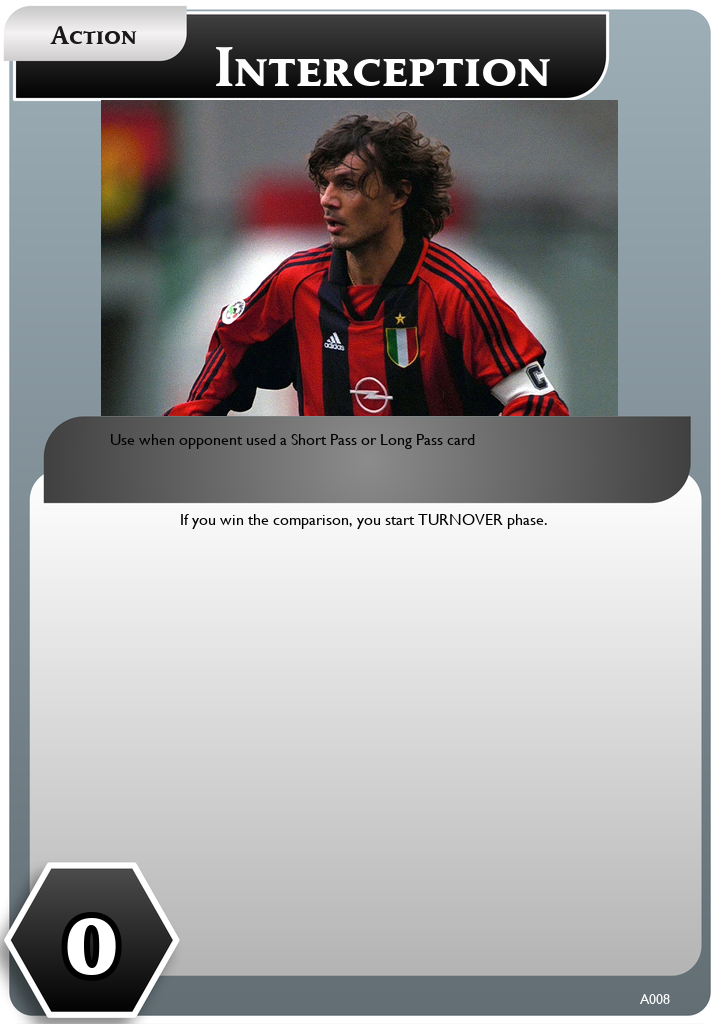 Action
Interception
adidas
C
Use when opponent used a Short Pass or Long Pass card
If you win the comparison, you start TURNOVER phase.
0
A008